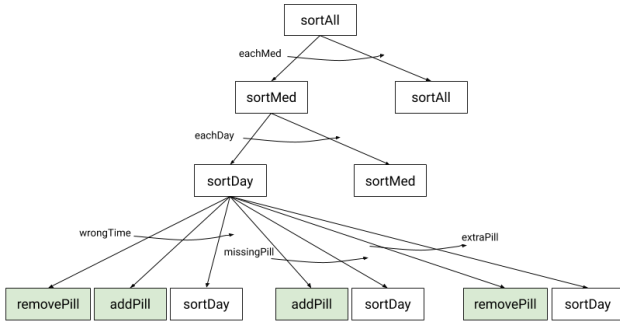 sortAll
eachMed
sortMed
sortAll
eachDay
sortDay
sortMed
wrongTime
missingPill
extraPill
removePill
addPill
sortDay
addPill
sortDay
removePill
sortDay